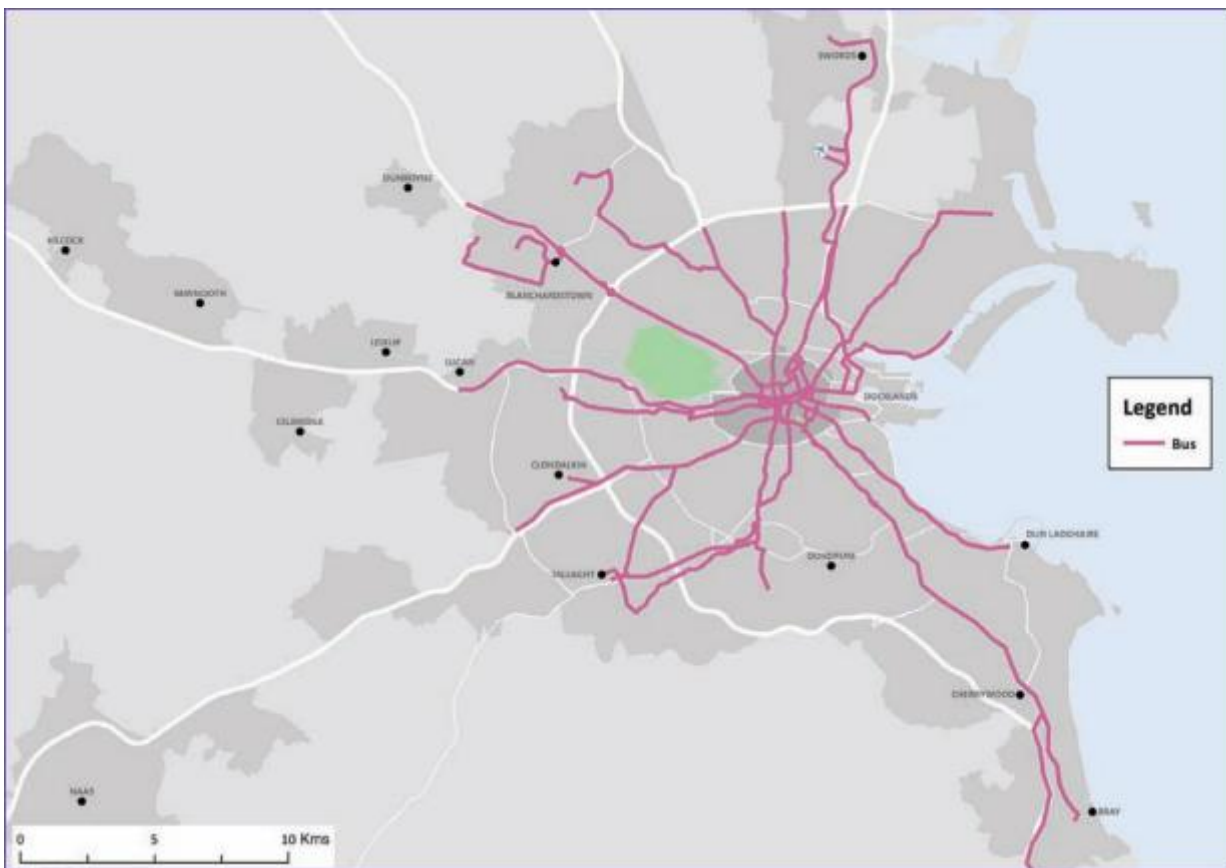 SWORDS
DUNBOYNE
KILCOCK
MAYNOOTH
BLANCHARDSTOWN
LEIXLIP
LUCAN
CELBRIDGE
DOCKLANDS
Legend
Bus
CLONDALKIN
DUN LAOGHAIRE
DUNDRUM
TALLAGHT
CHERRYWOOD
NAAS
BRAY
0 5 10 Kms